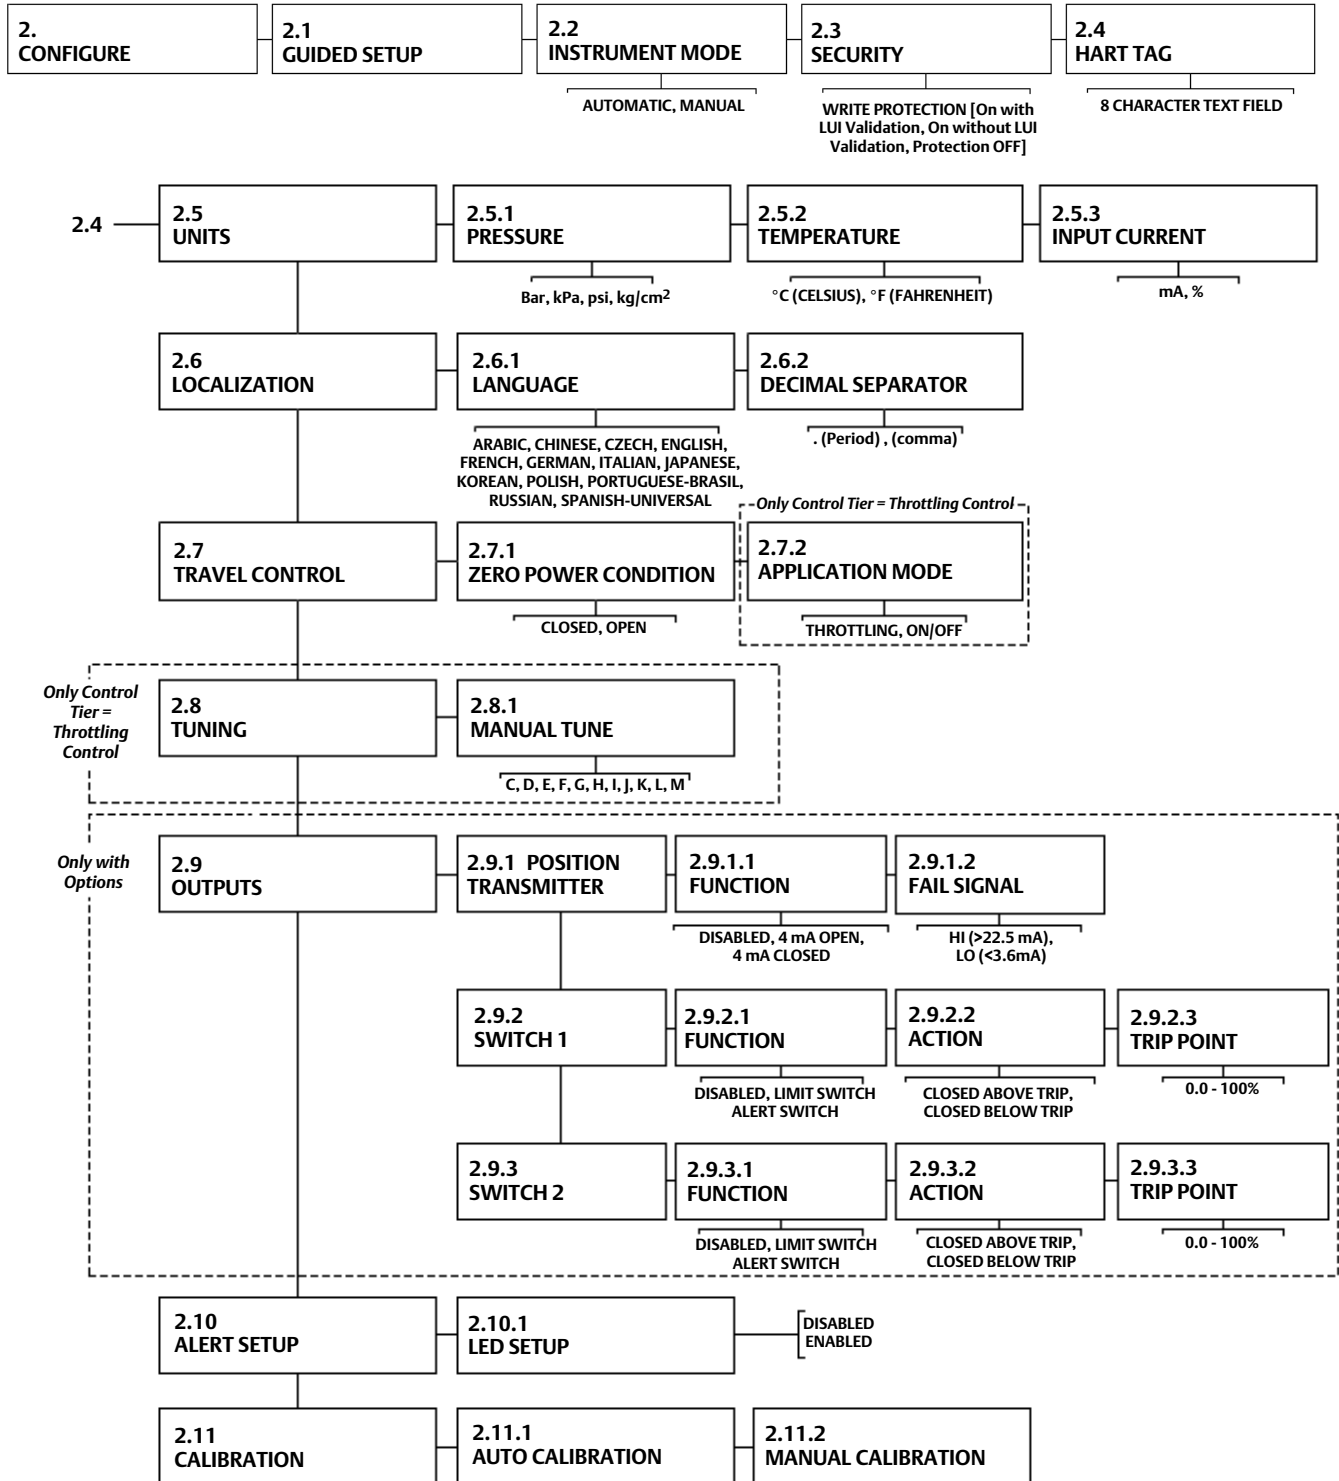 2.
CONFIGURE
2.1
GUIDED SETUP
2.2
INSTRUMENT MODE
2.3
SECURITY
2.4
HART TAG
AUTOMATIC, MANUAL
WRITE PROTECTION [On with
LUI Validation, On without LUI
Validation, Protection OFF]
8 CHARACTER TEXT FIELD
2.4
2.5
UNITS
2.5.1
PRESSURE
2.5.2
TEMPERATURE
2.5.3
INPUT CURRENT
Bar, kPa, psi, kg/cm²
°C (CELSIUS), °F (FAHRENHEIT)
mA, %
2.6
LOCALIZATION
2.6.1
LANGUAGE
2.6.2
DECIMAL SEPARATOR
ARABIC, CHINESE, CZECH, ENGLISH,
FRENCH, GERMAN, ITALIAN, JAPANESE,
KOREAN, POLISH, PORTUGUESE-BRASIL,
RUSSIAN, SPANISH-UNIVERSAL
. (Period) , (comma)
Only Control Tier = Throttling Control
2.7
TRAVEL CONTROL
2.7.1
ZERO POWER CONDITION
2.7.2
APPLICATION MODE
CLOSED, OPEN
THROTTLING, ON/OFF
Only Control
Tier =
Throttling
Control
2.8
TUNING
2.8.1
MANUAL TUNE
C, D, E, F, G, H, I, J, K, L, M
Only with
Options
2.9
OUTPUTS
2.9.1 POSITION
TRANSMITTER
2.9.1.1
FUNCTION
2.9.1.2
FAIL SIGNAL
DISABLED, 4 mA OPEN,
4 mA CLOSED
HI (>22.5 mA),
LO (<3.6mA)
2.9.2
SWITCH 1
2.9.2.1
FUNCTION
2.9.2.2
ACTION
2.9.2.3
TRIP POINT
DISABLED, LIMIT SWITCH
ALERT SWITCH
CLOSED ABOVE TRIP,
CLOSED BELOW TRIP
0.0 - 100%
2.9.3
SWITCH 2
2.9.3.1
FUNCTION
2.9.3.2
ACTION
2.9.3.3
TRIP POINT
DISABLED, LIMIT SWITCH
ALERT SWITCH
CLOSED ABOVE TRIP,
CLOSED BELOW TRIP
0.0 - 100%
2.10
ALERT SETUP
2.10.1
LED SETUP
DISABLED
ENABLED
2.11
CALIBRATION
2.11.1
AUTO CALIBRATION
2.11.2
MANUAL CALIBRATION